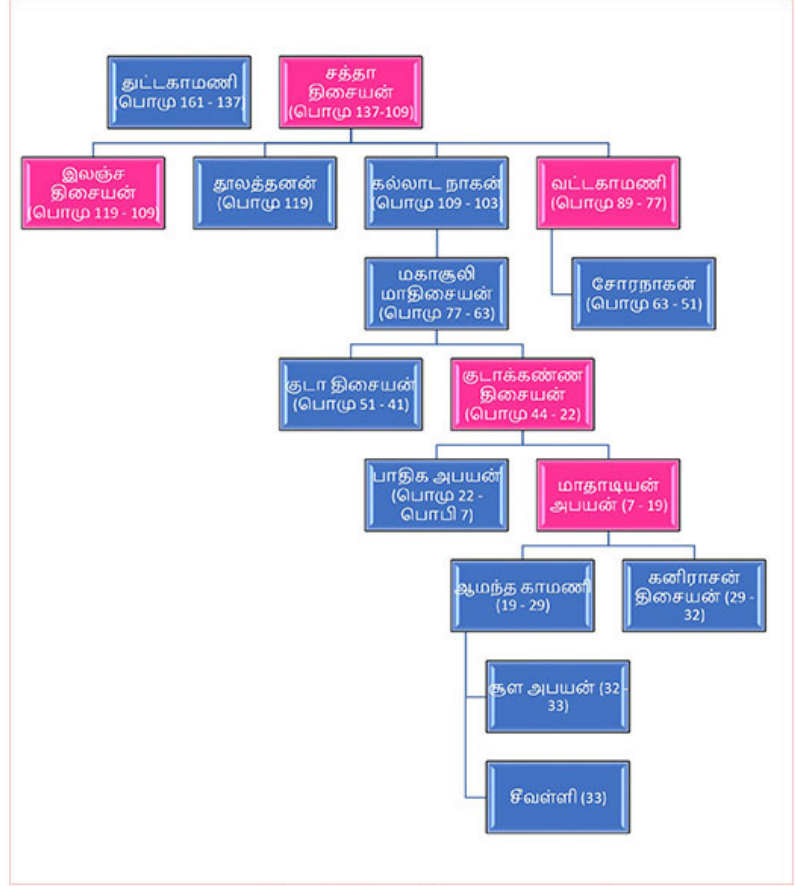 துட்டகாமணி
(பொமு 161 - 137)
சத்தா
திசையன்
(பொமு 137-109)
இலஞ்ச
திசையன்
(பொமு 119 - 109)
தூலத்தனன்
(பொமு 119)
கல்லாட நாகன்
(பொமு 109 - 103)
வட்டகாமணி
(பொமு 89 - 77)
மகாசூலி
மாதிசையன்
(பொமு 77 - 63)
சோரநாகன்
(பொமு 63 - 51)
குடா திசையன்
(பொமு 51 - 41)
குடாக்கண்ண
திசையன்
(பொமு 44 - 22)
பாதிக அபயன்
(பொமு 22 -
பொபி 7)
மாதாடியன்
அபயன் (7 - 19)
ஆமந்த காமணி
(19 - 29)
கனிராசன்
திசையன் (29 -
32)
சூள அபயன் (32 -
33)
சீவள்ளி (33)